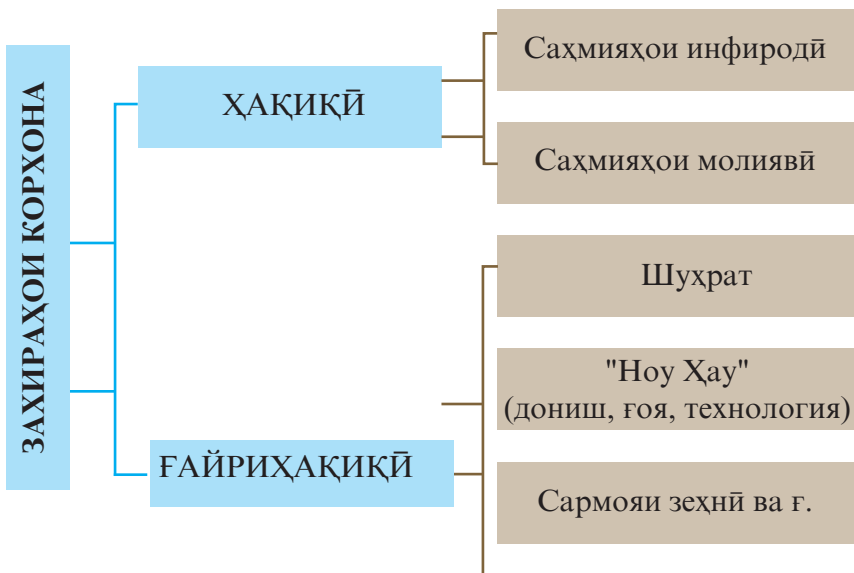 ЗАХИРАҲОИ КОРХОНА
ҲАҚИҚӢ
Саҳмияҳои инфиродӣ
Саҳмияҳои молиявӣ
ҒАЙРИҲАҚИҚӢ
Шуҳрат
"Ноу Ҳау"
(дониш, ғоя, технология)
Сармояи зеҳнӣ ва ғ.